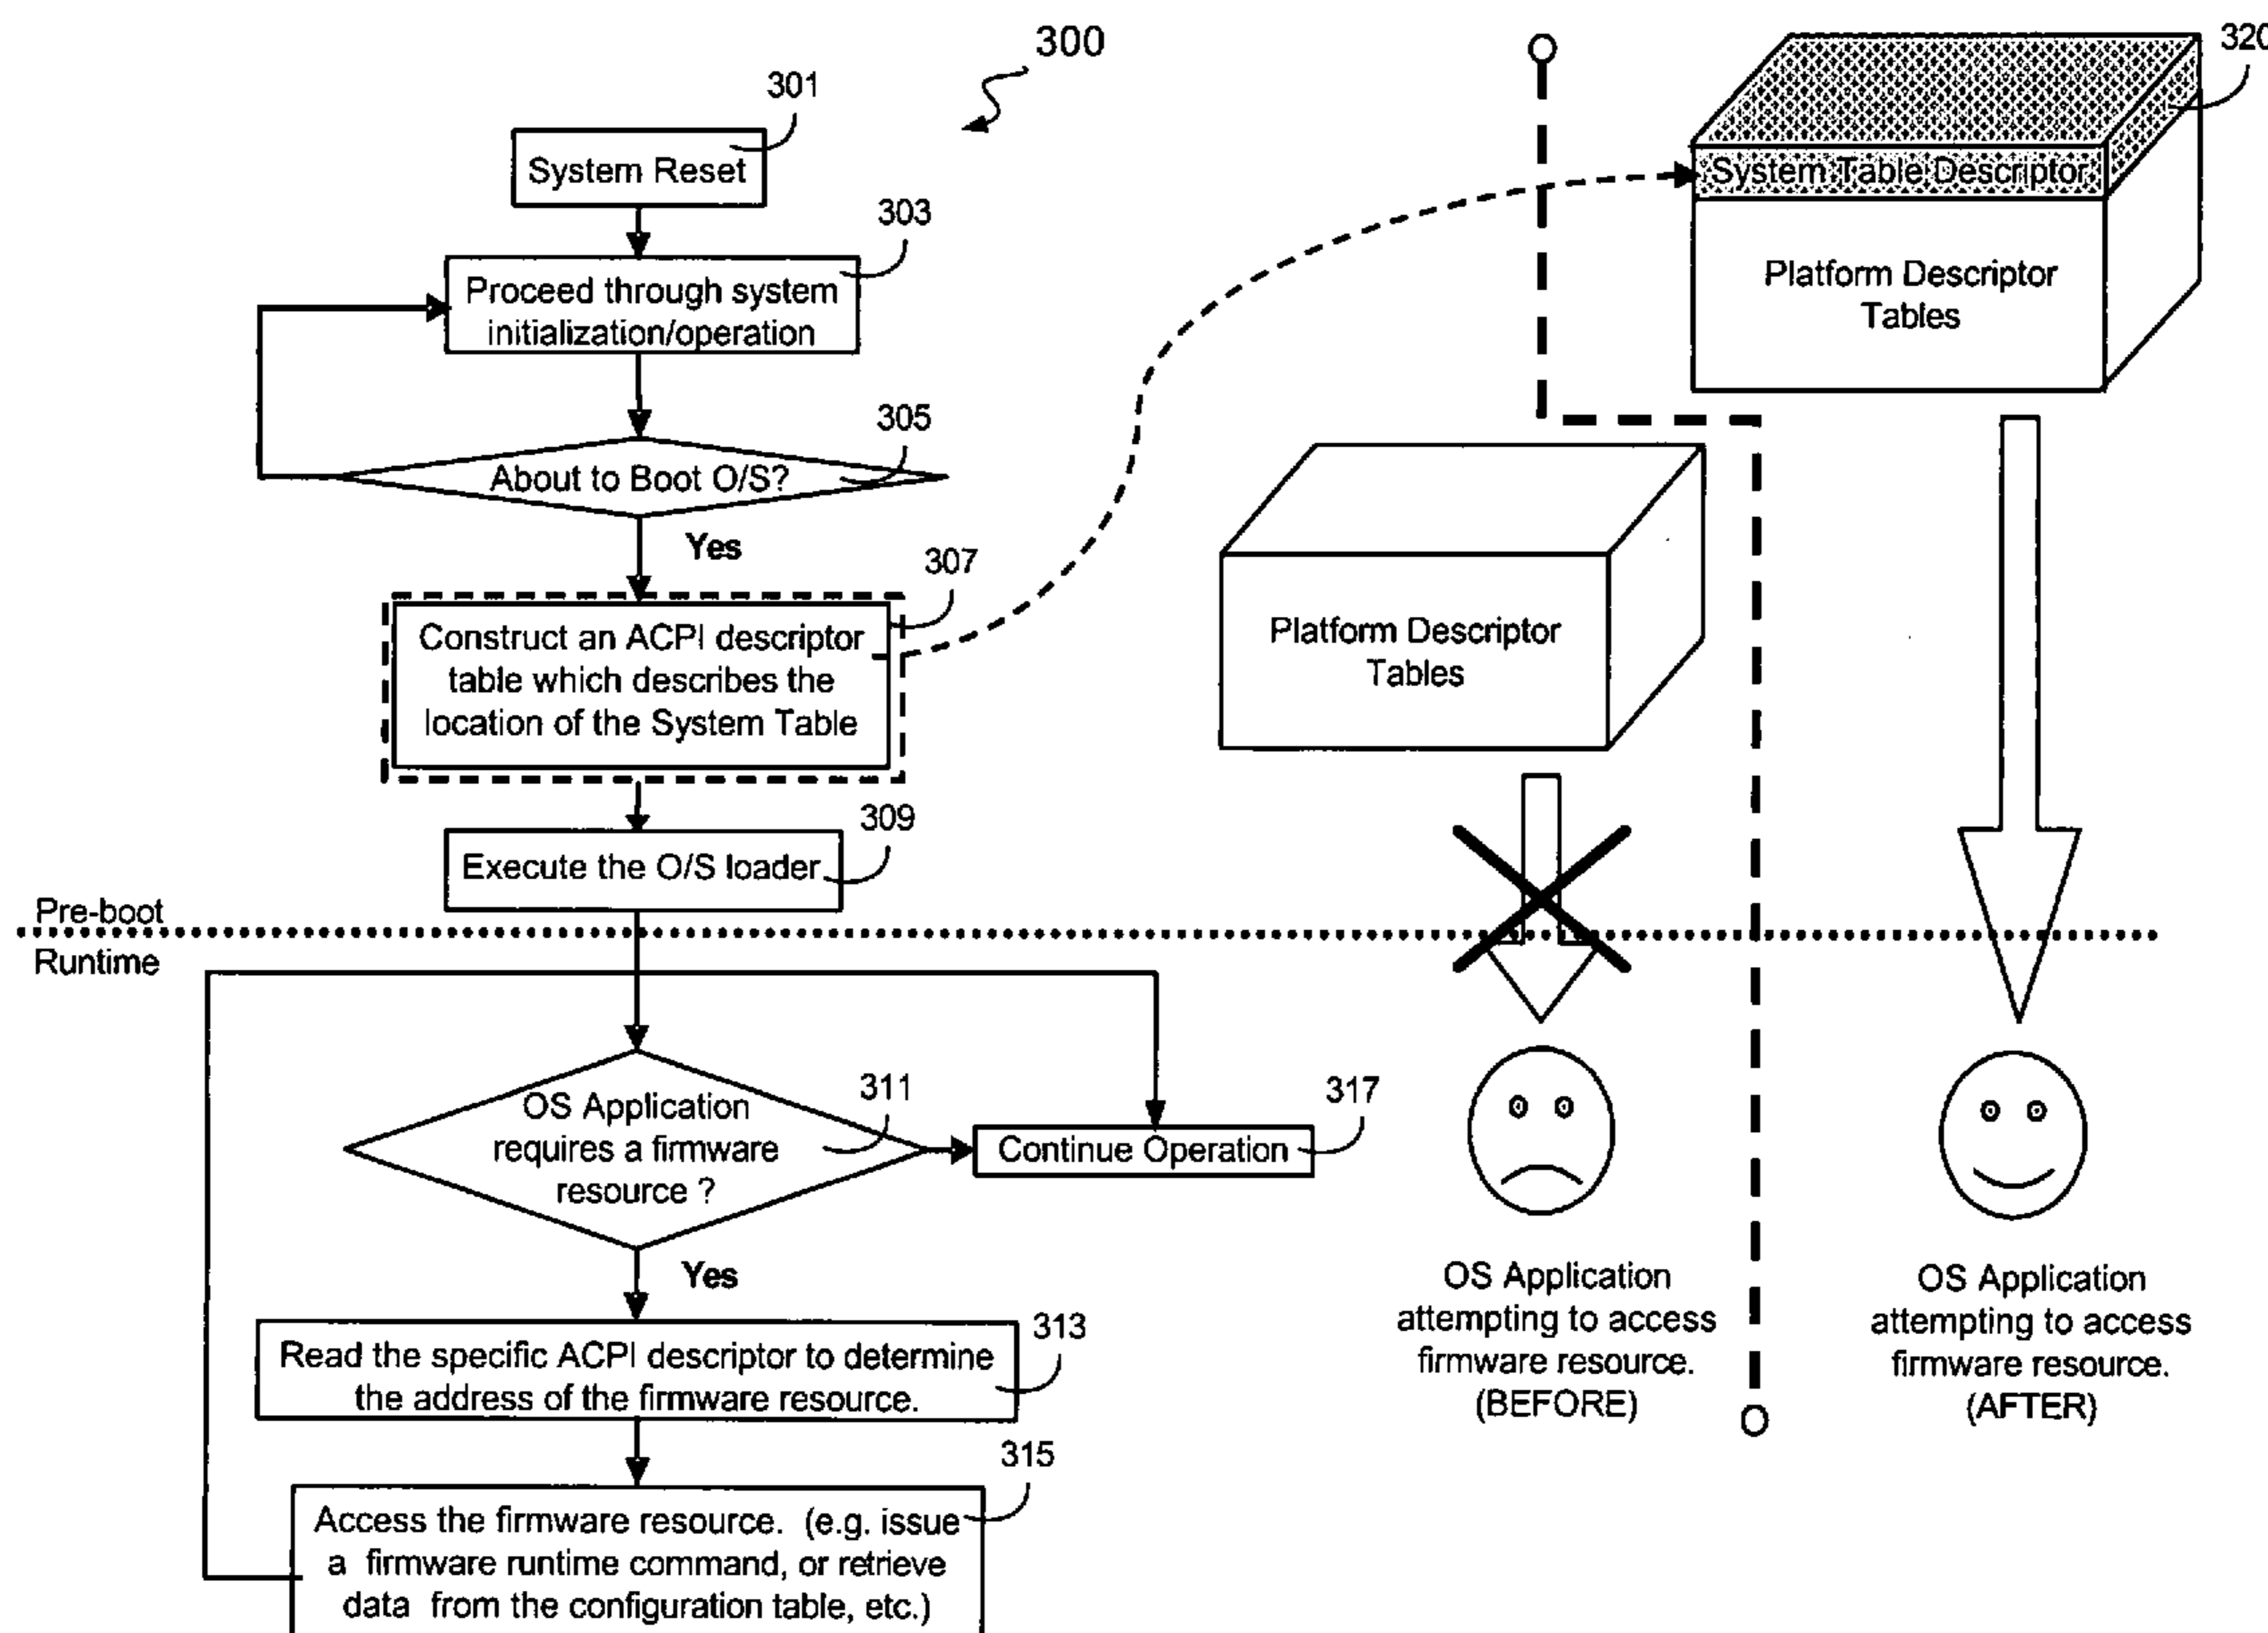 300
301
System Reset
303
Proceed through system
initialization/operation
305
About to Boot O/S?
Yes
307
Construct an ACPI descriptor
table which describes the
location of the System Table
309
Execute the O/S loader
Pre-boot
Runtime
311
OS Application
requires a firmware
resource ?
317
Continue Operation
Yes
313
Read the specific ACPI descriptor to determine
the address of the firmware resource.
315
Access the firmware resource. (e.g. issue
a firmware runtime command, or retrieve
data from the configuration table, etc.)
320
System Table Descriptor
Platform Descriptor
Tables
Platform Descriptor
Tables
OS Application
attempting to access
firmware resource.
(BEFORE)
OS Application
attempting to access
firmware resource.
(AFTER)